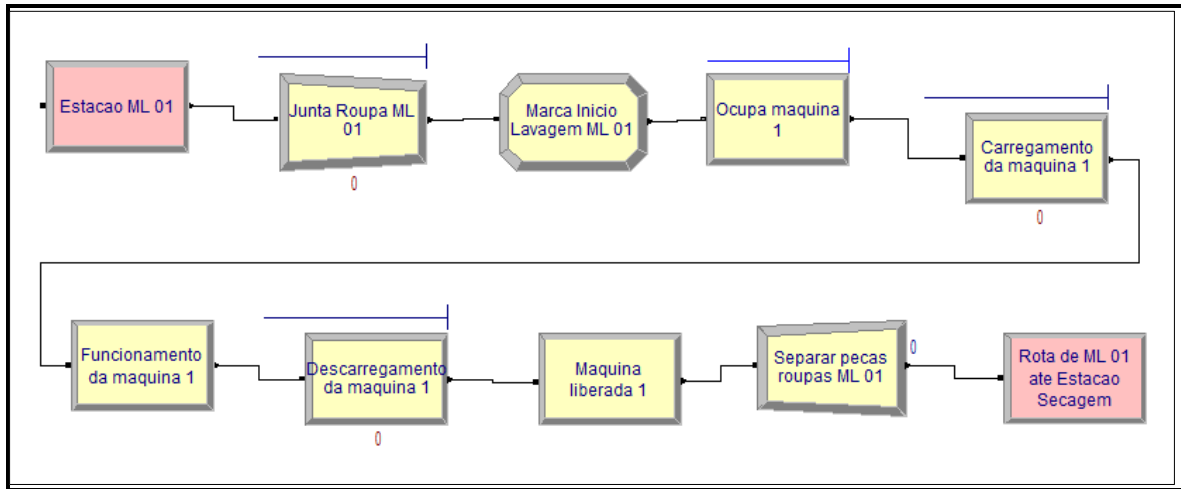 Estacao ML 01
Junta Roupa ML
01
0
Marca Inicio
Lavagem ML 01
Ocupa maquina
1
Carregamento
da maquina 1
0
Funcionamento
da maquina 1
Descarregamento
da maquina 1
0
Maquina
liberada 1
Separar pecas
roupas ML 01
0
Rota de ML 01
ate Estacao
Secagem